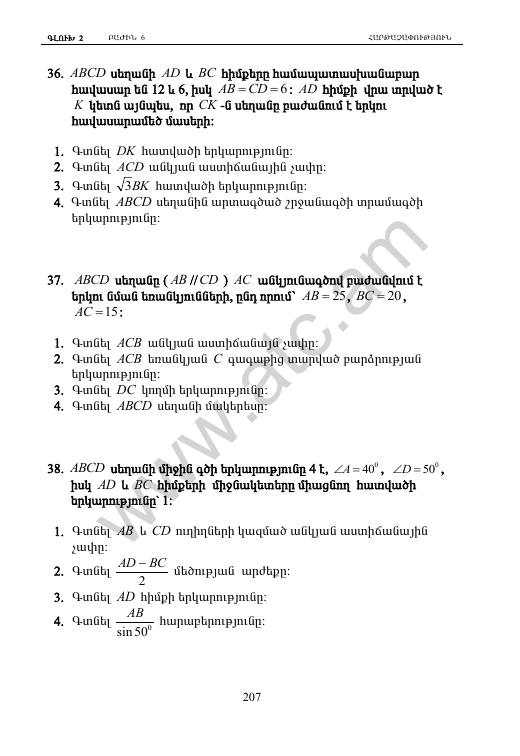 ԳԼՈՒԽ 2 ԲԱԺԻՆ 6 ՀԱՐԹԱՉԱՓՈՒԹՅՈՒՆ
36. ABCD սեղանի AD և BC հիմքերը համապատասխանաբար
հավասար են 12 և 6, իսկ AB = CD = 6 : AD հիմքի վրա տրված է
K կետն այնպես, որ CK -ն սեղանը բաժանում է երկու
հավասարամեծ մասերի:
1. Գտնել DK հատվածի երկարությունը:
2. Գտնել ACD անկյան աստիճանային չափը:
3. Գտնել √3BK հատվածի երկարությունը:
4. Գտնել ABCD սեղանին արտագծած շրջանագծի տրամագծի
երկարությունը:
37. ABCD սեղանը ( AB // CD ) AC անկյունագծով բաժանվում է
երկու նման եռանկյունների, ընդ որում՝ AB = 25 , BC = 20 ,
AC = 15 :
1. Գտնել ACB անկյան աստիճանային չափը:
2. Գտնել ACB եռանկյան C գագաթից տարված բարձրության
երկարությունը:
3. Գտնել DC կողմի երկարությունը:
4. Գտնել ABCD սեղանի մակերեսը:
38. ABCD սեղանի միջին գծի երկարությունը 4 է, ∠A = 40⁰ , ∠D = 50⁰ ,
իսկ AD և BC հիմքերի միջնակետերը միացնող հատվածի
երկարությունը՝ 1:
1. Գտնել AB և CD ուղիղների կազմած անկյան աստիճանային
չափը:
2. Գտնել (AD − BC)/2 մեծության արժեքը:
3. Գտնել AD հիմքի երկարությունը:
4. Գտնել AB/sin 50⁰ հարաբերությունը:
207
www.atc.am